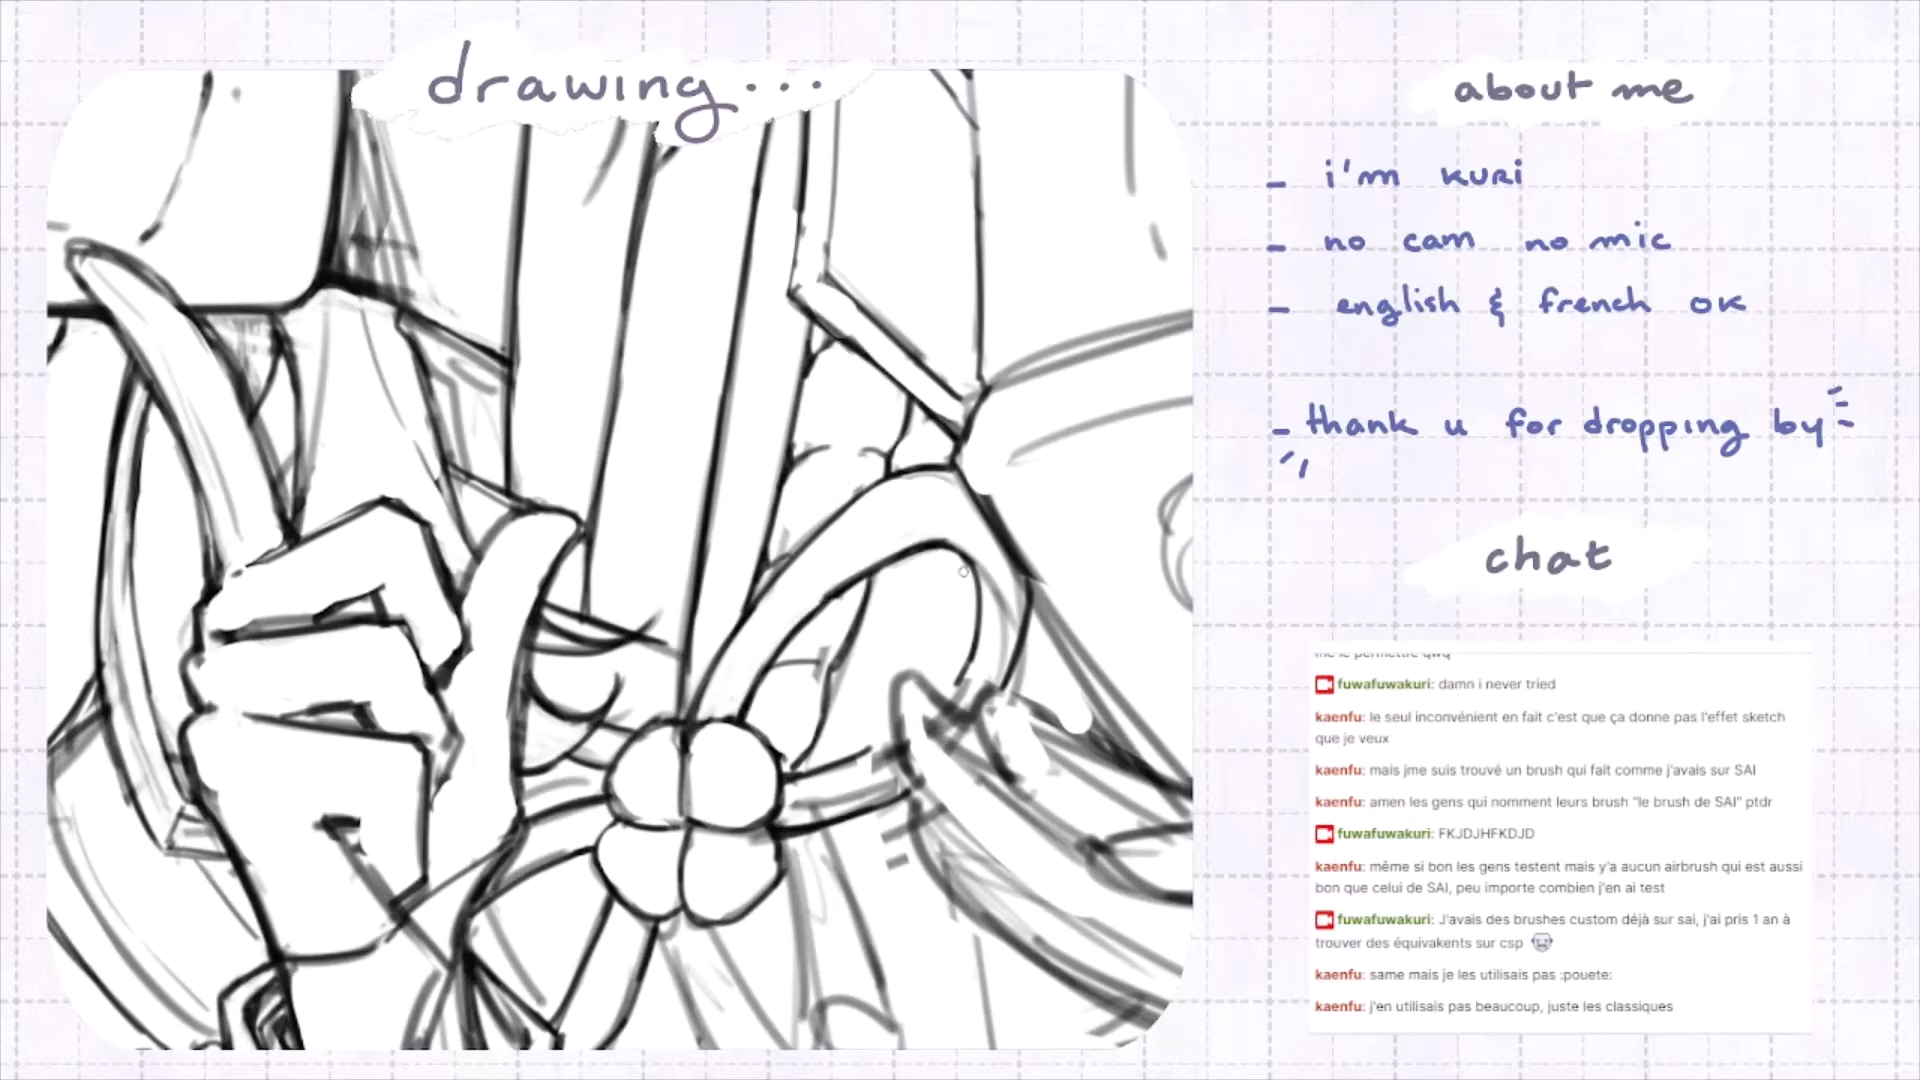 drawing...
about me
- i'm kuri
- no cam no mic
- english & french ok
- thank u for dropping by
chat
me le permettre qwq
fuwafuwakuri: damn i never tried
kaenfu: le seul inconvénient en fait c'est que ça donne pas l'effet sketch
que je veux
kaenfu: mais jme suis trouvé un brush qui fait comme j'avais sur SAI
kaenfu: amen les gens qui nomment leurs brush "le brush de SAI" ptdr
fuwafuwakuri: FKJDJHFKDJD
kaenfu: même si bon les gens testent mais y'a aucun airbrush qui est aussi
bon que celui de SAI, peu importe combien j'en ai test
fuwafuwakuri: J'avais des brushes custom déjà sur sai, j'ai pris 1 an à
trouver des équivakents sur csp
kaenfu: same mais je les utilisais pas :pouete:
kaenfu: j'en utilisais pas beaucoup, juste les classiques